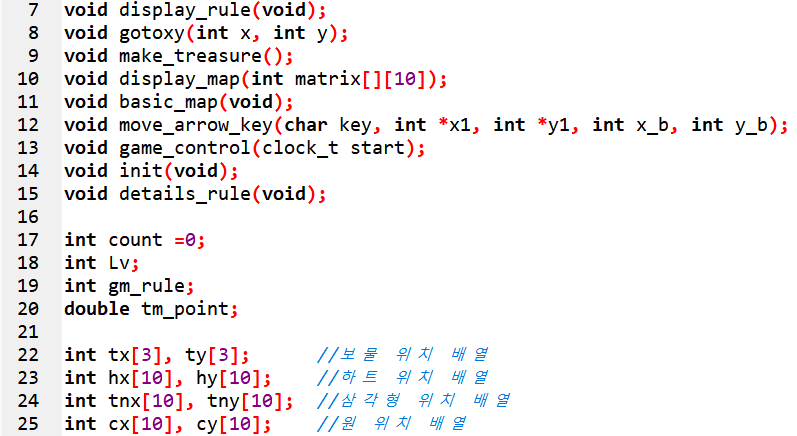 7 void display_rule(void);
8 void gotoxy(int x, int y);
9 void make_treasure();
10 void display_map(int matrix[][10]);
11 void basic_map(void);
12 void move_arrow_key(char key, int *x1, int *y1, int x_b, int y_b);
13 void game_control(clock_t start);
14 void init(void);
15 void details_rule(void);
16
17 int count =0;
18 int Lv;
19 int gm_rule;
20 double tm_point;
21
22 int tx[3], ty[3];      //보물 위치 배열
23 int hx[10], hy[10];    //하트 위치 배열
24 int tnx[10], tny[10];  //삼각형 위치 배열
25 int cx[10], cy[10];    //원 위치 배열